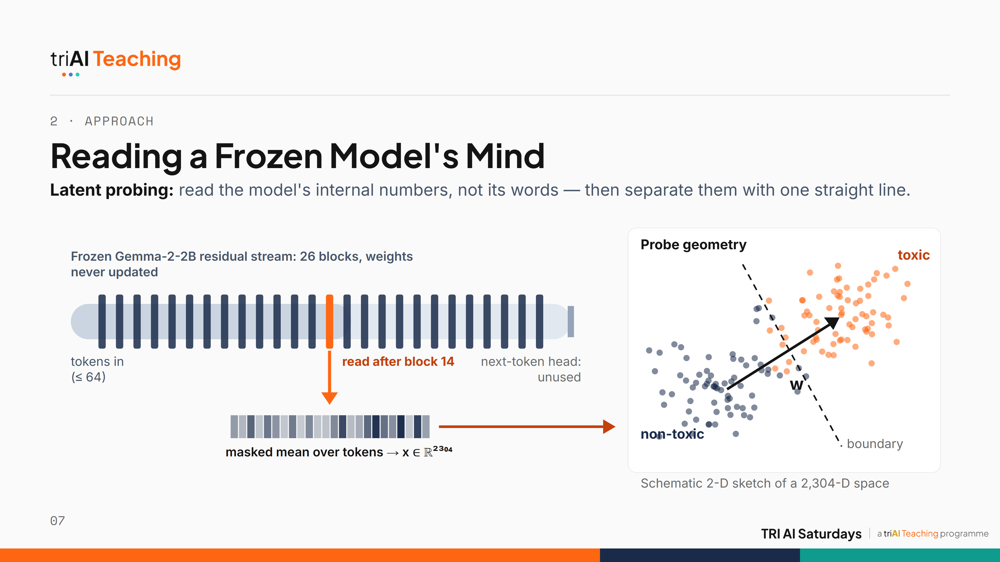 triAI Teaching
2 · APPROACH
Reading a Frozen Model's Mind
Latent probing: read the model's internal numbers, not its words — then separate them with one straight line.
Frozen Gemma-2-2B residual stream: 26 blocks, weights
never updated
tokens in
(≤ 64)
read after block 14
next-token head:
unused
masked mean over tokens → x ∈ ℝ²³⁰⁴
Probe geometry
toxic
w
non-toxic
boundary
Schematic 2-D sketch of a 2,304-D space
07
TRI AI Saturdays
a triAI Teaching programme